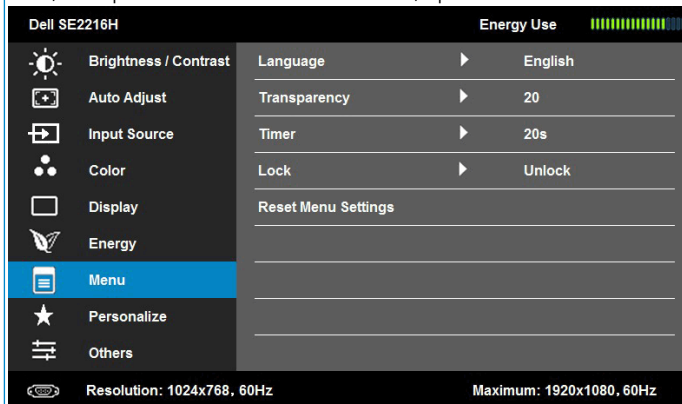 Dell SE2216H Energy Use
Brightness / Contrast Language English
Auto Adjust Transparency 20
Input Source Timer 20s
Color Lock Unlock
Display Reset Menu Settings
Energy
Menu
Personalize
Others
Resolution: 1024x768, 60Hz Maximum: 1920x1080, 60Hz